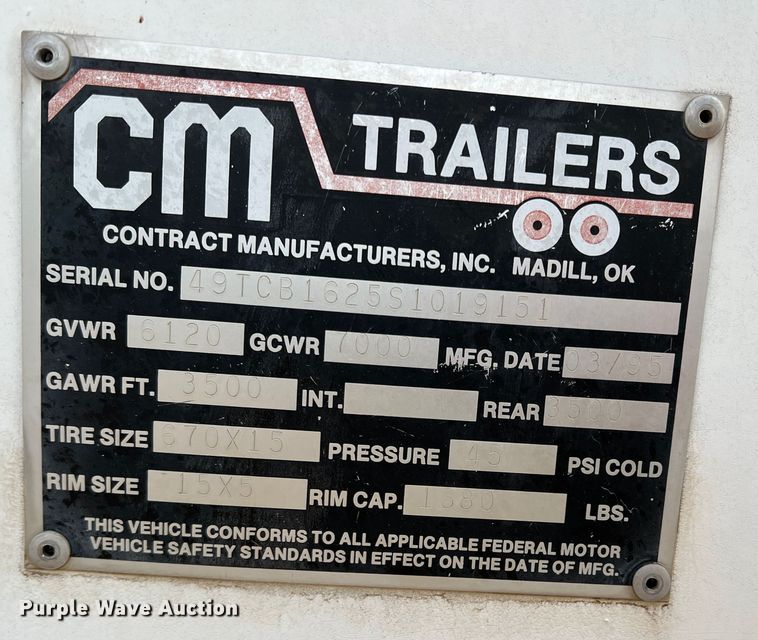 CM TRAILERS
CONTRACT MANUFACTURERS, INC. MADILL, OK
SERIAL NO. 49TCB1625S1019151
GVWR 6120 GCWR 7000 MFG. DATE 03/95
GAWR FT. 3500 INT. REAR 3500
TIRE SIZE 670X15 PRESSURE 45 PSI COLD
RIM SIZE 15X5 RIM CAP. 1380 LBS.
THIS VEHICLE CONFORMS TO ALL APPLICABLE FEDERAL MOTOR
VEHICLE SAFETY STANDARDS IN EFFECT ON THE DATE OF MFG.
Purple Wave Auction